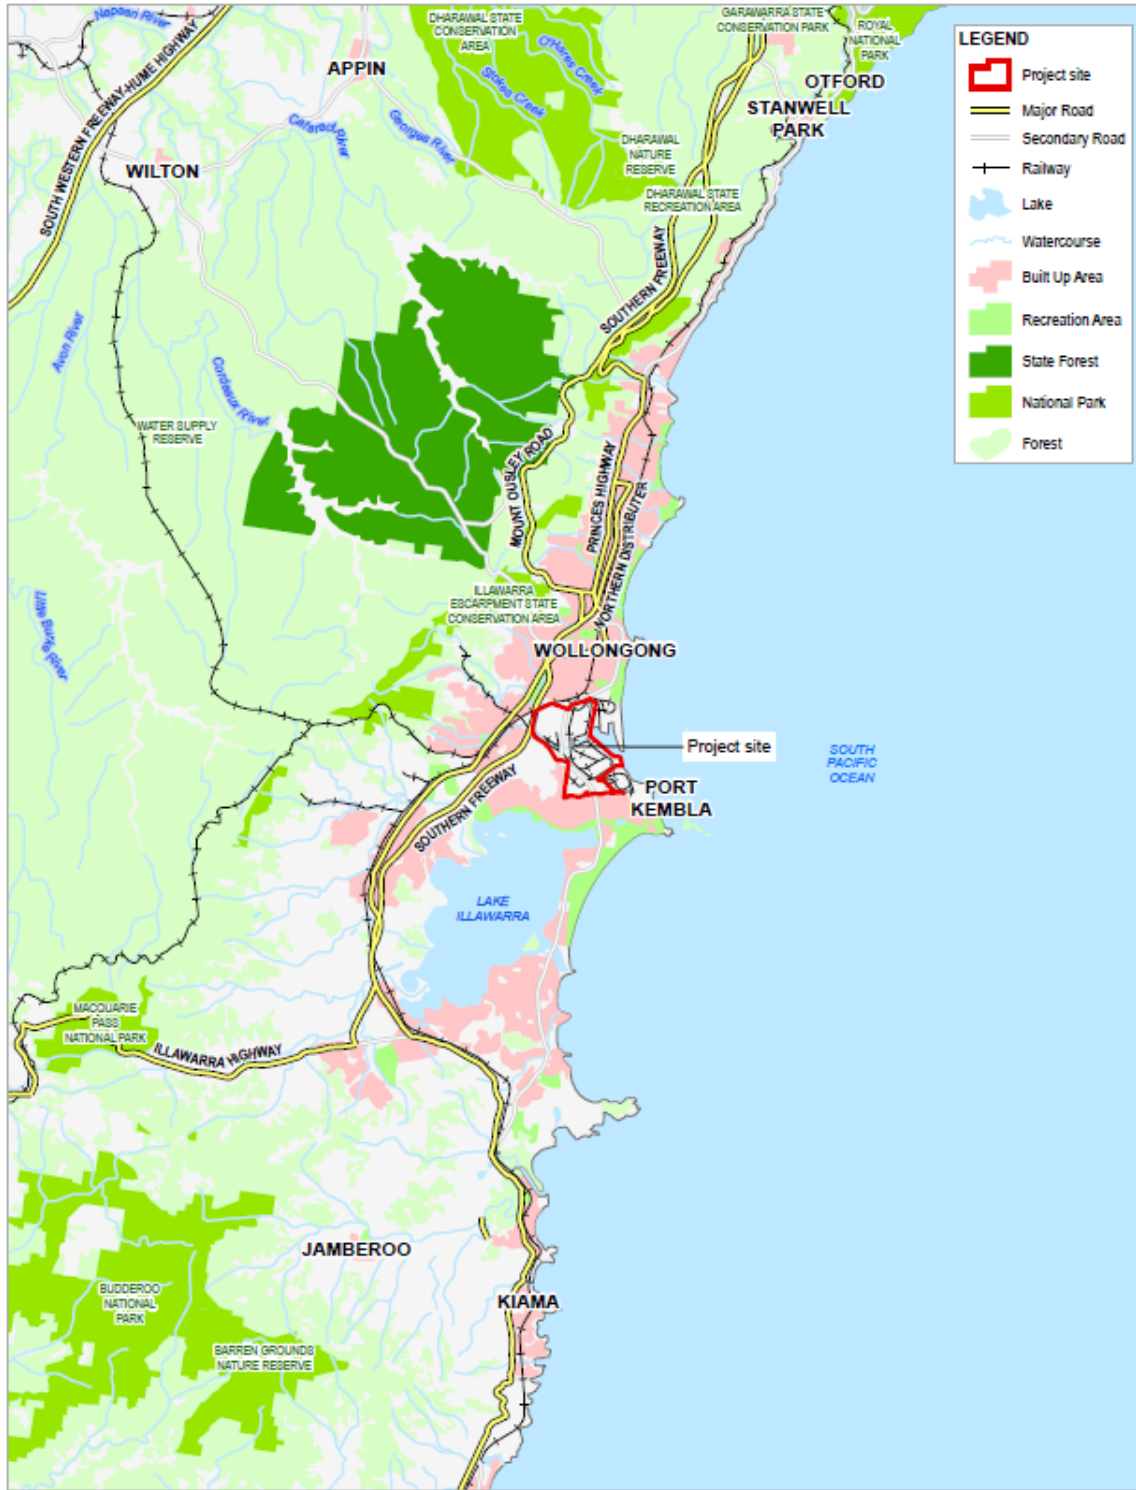 Nepean River
SOUTH WESTERN FREEWAY-HUME HIGHWAY
APPIN
DHARAWAL STATE
CONSERVATION
AREA
O'Hares Creek
Stokes Creek
GARAWARRA STATE
CONSERVATION PARK
ROYAL
NATIONAL
PARK
OTFORD
STANWELL
PARK
Cataract River
Georges River
WILTON
DHARAWAL
NATURE
RESERVE
DHARAWAL STATE
RECREATION AREA
SOUTHERN FREEWAY
Avon River
Cordeaux River
WATER SUPPLY
RESERVE
MOUNT OUSLEY ROAD
PRINCES HIGHWAY
NORTHERN DISTRIBUTER
Little Burke River
ILLAWARRA
ESCARPMENT STATE
CONSERVATION AREA
WOLLONGONG
Project site
SOUTH
PACIFIC
OCEAN
PORT
KEMBLA
SOUTHERN FREEWAY
LAKE
ILLAWARRA
MACQUARIE
PASS
NATIONAL PARK
ILLAWARRA HIGHWAY
JAMBEROO
BUDDEROO
NATIONAL
PARK
KIAMA
BARREN GROUNDS
NATURE RESERVE
LEGEND
Project site
Major Road
Secondary Road
Railway
Lake
Watercourse
Built Up Area
Recreation Area
State Forest
National Park
Forest